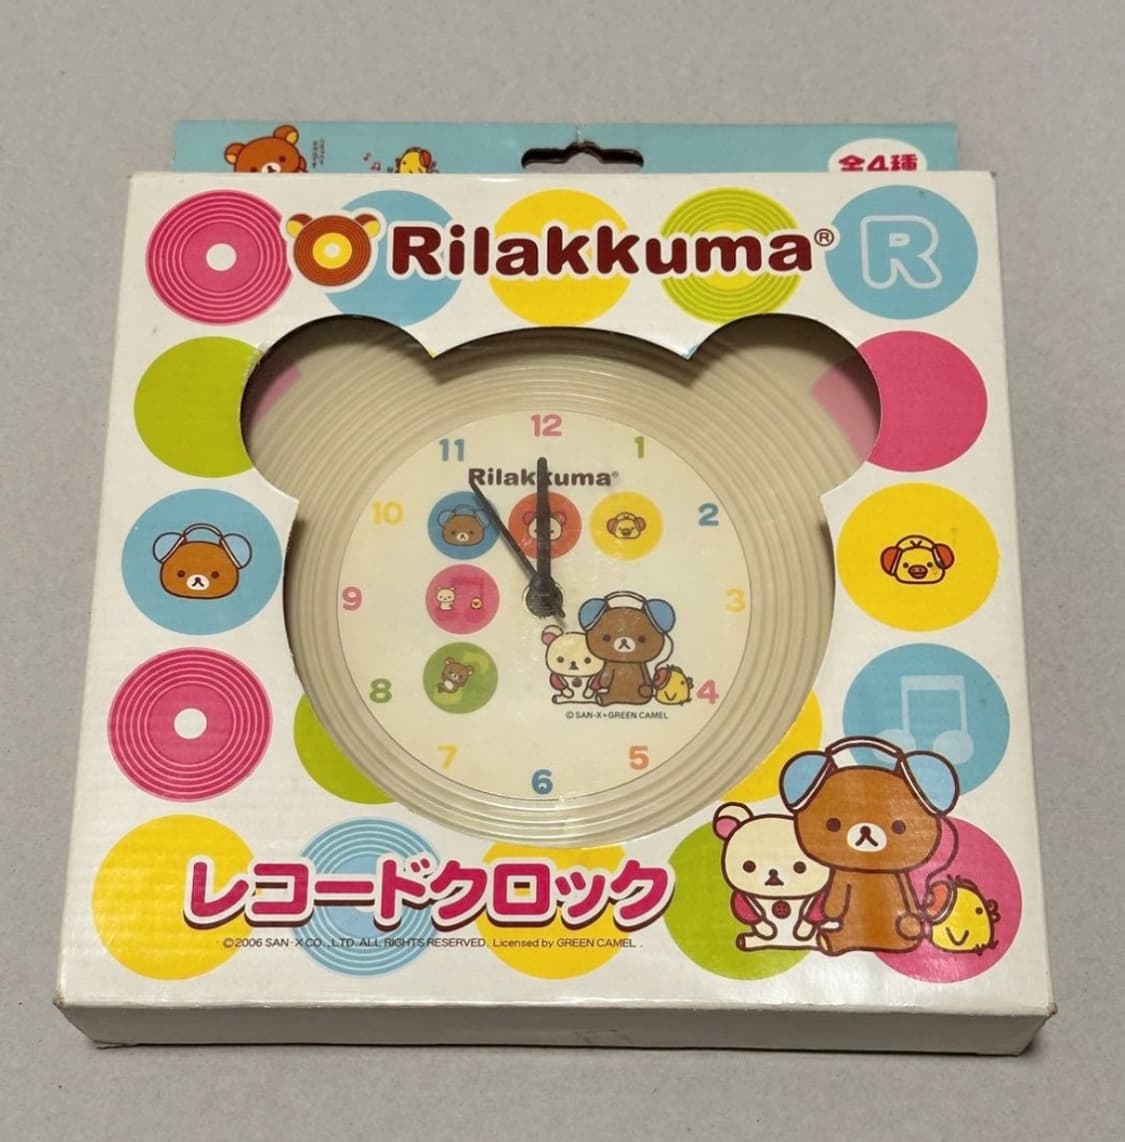 全4種
Rilakkuma® R
12
11 1
Rilakkuma®
10 2
9 3
8 4
©SAN-X•GREEN CAMEL
7 5
6
レコードクロック
©2006 SAN-X CO.,LTD. ALL RIGHTS RESERVED. Licensed by GREEN CAMEL.